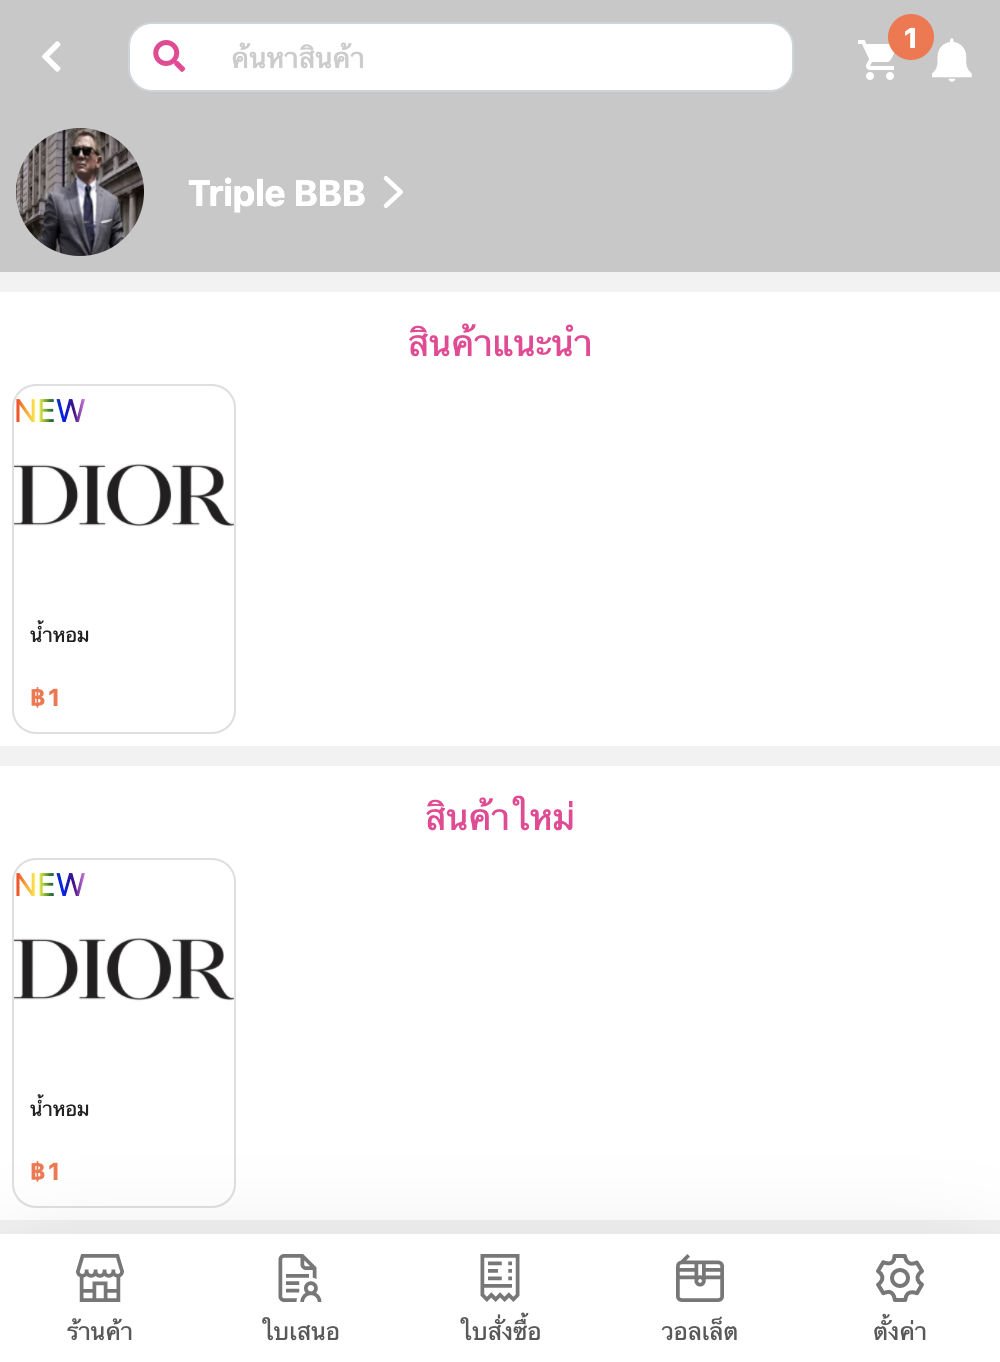 ค้นหาสินค้า
1
Triple BBB
สินค้าแนะนำ
NEW
DIOR
น้ำหอม
฿1
สินค้าใหม่
NEW
DIOR
น้ำหอม
฿1
ร้านค้า
ใบเสนอ
ใบสั่งซื้อ
วอลเล็ต
ตั้งค่า